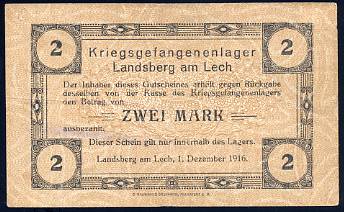 2 2
Kriegsgefangenenlager
Landsberg am Lech
Der Inhaber dieses Gutscheines erhält gegen Rückgabe
desselben von der Kasse des Kriegsgefangenenlagers
den Betrag von
ZWEI MARK
ausgezahlt.
Dieser Schein gilt nur innerhalb des Lagers.
2 2
Landsberg am Lech, 1. Dezember 1916.